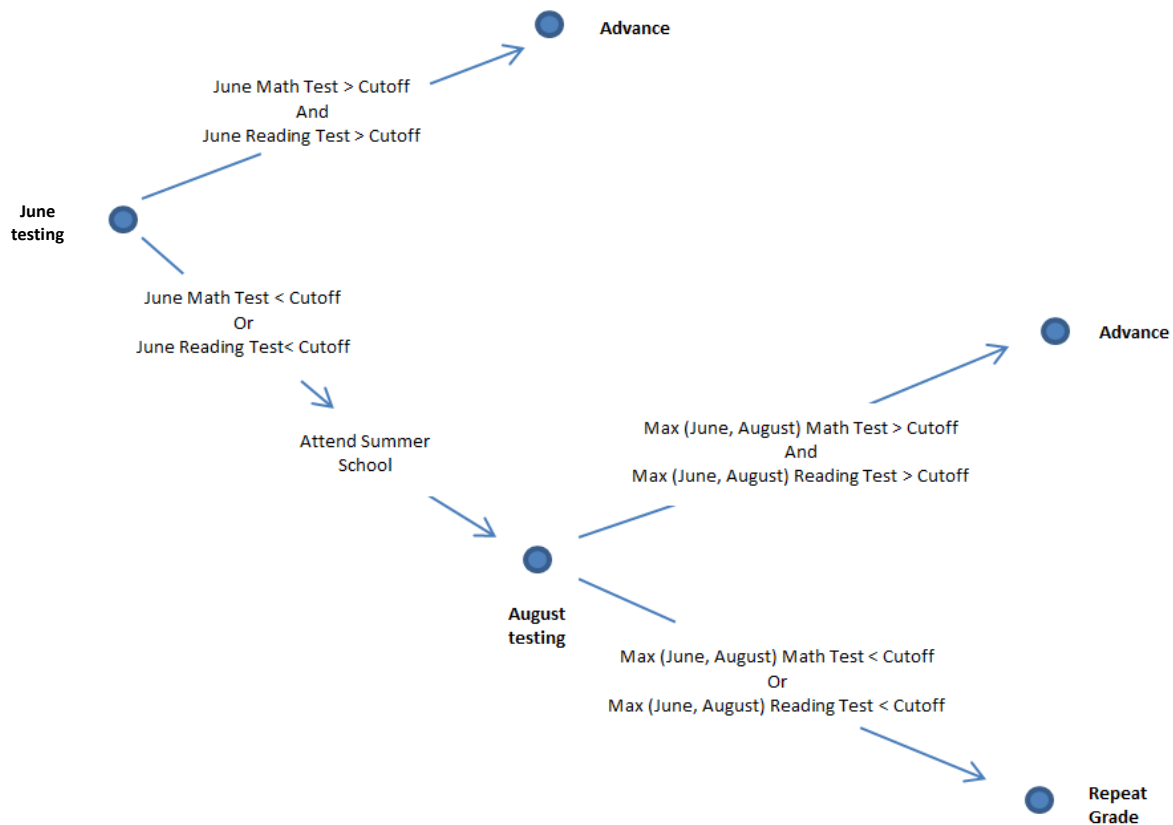 Advance
June Math Test > Cutoff
And
June Reading Test > Cutoff
June
testing
June Math Test < Cutoff
Or
June Reading Test< Cutoff
Advance
Attend Summer
School
Max (June, August) Math Test > Cutoff
And
Max (June, August) Reading Test > Cutoff
August
testing
Max (June, August) Math Test < Cutoff
Or
Max (June, August) Reading Test < Cutoff
Repeat
Grade